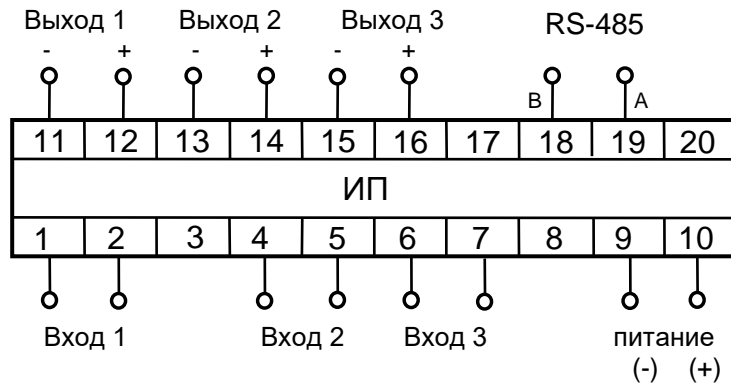 Выход 1 Выход 2 Выход 3 RS-485
- + - + - +
B A
11 12 13 14 15 16 17 18 19 20
ИП
1 2 3 4 5 6 7 8 9 10
Вход 1 Вход 2 Вход 3 питание
(-) (+)